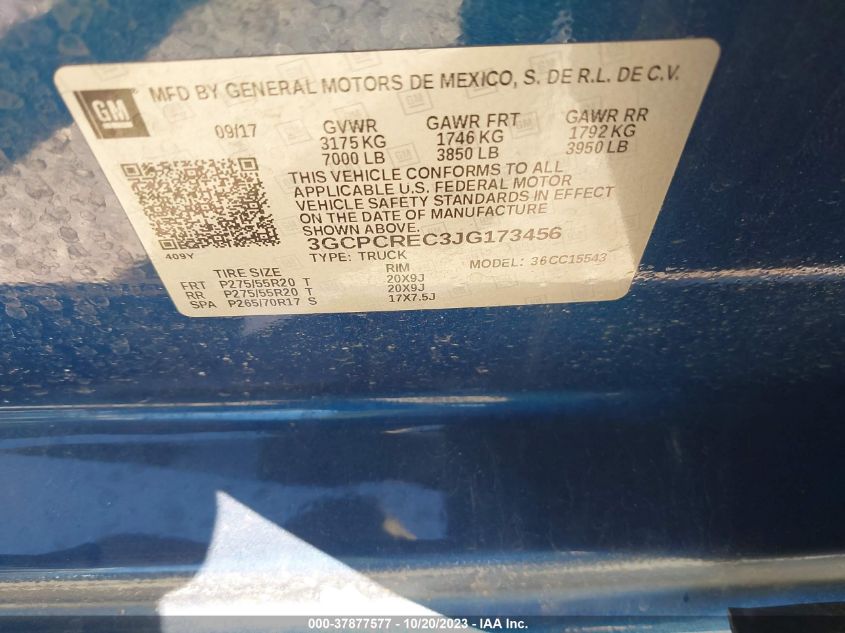 GM
MFD BY GENERAL MOTORS DE MEXICO, S. DE R.L. DE C.V.
09/17 GVWR GAWR FRT GAWR RR
3175 KG 1746 KG 1792 KG
7000 LB 3850 LB 3950 LB
THIS VEHICLE CONFORMS TO ALL
APPLICABLE U.S. FEDERAL MOTOR
VEHICLE SAFETY STANDARDS IN EFFECT
ON THE DATE OF MANUFACTURE
SHOWN ABOVE.
3GCPCREC3JG173456
409Y
TYPE: TRUCK MODEL: 36CC15543
TIRE SIZE RIM
FRT P275/55R20 T 20X9J
RR P275/55R20 T 20X9J
SPA P265/70R17 S 17X7.5J
000-37877577 - 10/20/2023 - IAA Inc.